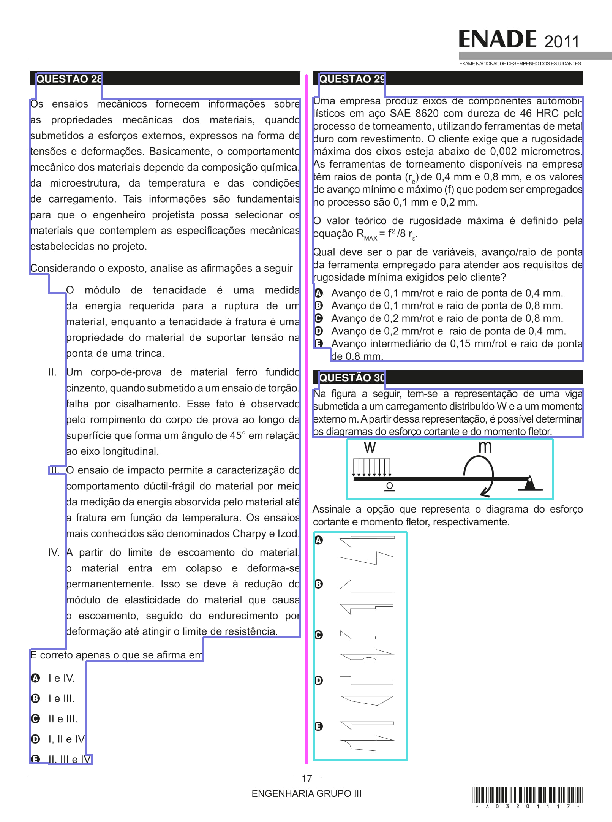 ENADE 2011
EXAME NACIONAL DE DESEMPENHO DOS ESTUDANTES
QUESTÃO 28
Os ensaios mecânicos fornecem informações sobre
as propriedades mecânicas dos materiais, quando
submetidos a esforços externos, expressos na forma de
tensões e deformações. Basicamente, o comportamento
mecânico dos materiais depende da composição química,
da microestrutura, da temperatura e das condições
de carregamento. Tais informações são fundamentais
para que o engenheiro projetista possa selecionar os
materiais que contemplem as especificações mecânicas
estabelecidas no projeto.
Considerando o exposto, analise as afirmações a seguir
O módulo de tenacidade é uma medida
da energia requerida para a ruptura de um
material, enquanto a tenacidade à fratura é uma
propriedade do material de suportar tensão na
ponta de uma trinca.
II. Um corpo-de-prova de material ferro fundido
cinzento, quando submetido a um ensaio de torção,
falha por cisalhamento. Esse fato é observado
pelo rompimento do corpo de prova ao longo da
superfície que forma um ângulo de 45° em relação
ao eixo longitudinal.
III. O ensaio de impacto permite a caracterização do
comportamento dúctil-frágil do material por meio
da medição da energia absorvida pelo material até
a fratura em função da temperatura. Os ensaios
mais conhecidos são denominados Charpy e Izod.
IV. A partir do limite de escoamento do material,
o material entra em colapso e deforma-se
permanentemente. Isso se deve à redução do
módulo de elasticidade do material que causa
o escoamento, seguido do endurecimento por
deformação até atingir o limite de resistência.
É correto apenas o que se afirma em
A I e IV.
B I e III.
C II e III.
D I, II e IV
E II, III e IV
QUESTÃO 29
Uma empresa produz eixos de componentes automobi-
lísticos em aço SAE 8620 com dureza de 46 HRC pelo
processo de torneamento, utilizando ferramentas de metal
duro com revestimento. O cliente exige que a rugosidade
máxima dos eixos esteja abaixo de 0,002 micrometros.
As ferramentas de torneamento disponíveis na empresa
têm raios de ponta (rε) de 0,4 mm e 0,8 mm, e os valores
de avanço mínimo e máximo (f) que podem ser empregados
no processo são 0,1 mm e 0,2 mm.
O valor teórico de rugosidade máxima é definido pela
equação RMAX = f² /8 rε.
Qual deve ser o par de variáveis, avanço/raio de ponta
da ferramenta empregado para atender aos requisitos de
rugosidade mínima exigidos pelo cliente?
A Avanço de 0,1 mm/rot e raio de ponta de 0,4 mm.
B Avanço de 0,1 mm/rot e raio de ponta de 0,8 mm.
C Avanço de 0,2 mm/rot e raio de ponta de 0,8 mm.
D Avanço de 0,2 mm/rot e raio de ponta de 0,4 mm.
E Avanço intermediário de 0,15 mm/rot e raio de ponta
de 0,6 mm.
QUESTÃO 30
Na figura a seguir, tem-se a representação de uma viga
submetida a um carregamento distribuído W e a um momento
externo m. A partir dessa representação, é possível determinar
os diagramas do esforço cortante e do momento fletor.
W m
Assinale a opção que representa o diagrama do esforço
cortante e momento fletor, respectivamente.
A
B
C
D
E
17
ENGENHARIA GRUPO III